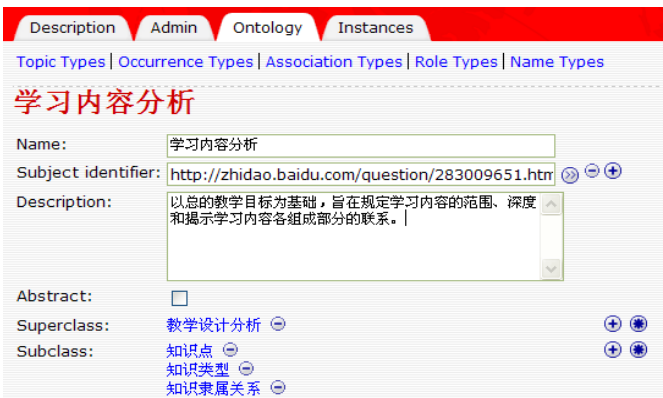 Description Admin Ontology Instances
Topic Types | Occurrence Types | Association Types | Role Types | Name Types
学习内容分析
Name: 学习内容分析
Subject identifier: http://zhidao.baidu.com/question/283009651.htm
Description: 以总的教学目标为基础，旨在规定学习内容的范围、深度
和揭示学习内容各组成部分的联系。
Abstract:
Superclass: 教学设计分析
Subclass: 知识点
知识类型
知识隶属关系